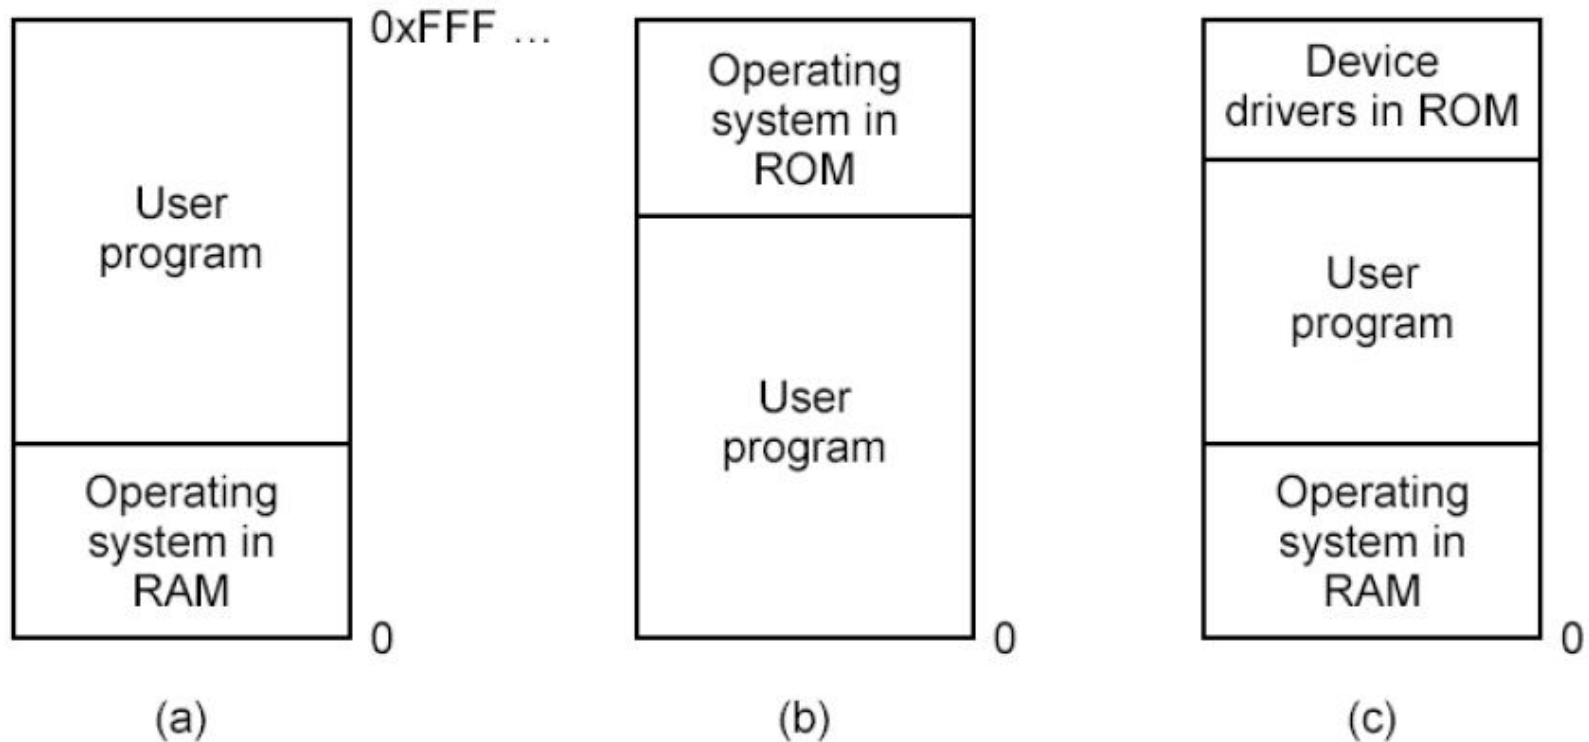 0xFFF ...
User
program
Operating
system in
RAM
0
(a)
Operating
system in
ROM
User
program
0
(b)
Device
drivers in ROM
User
program
Operating
system in
RAM
0
(c)